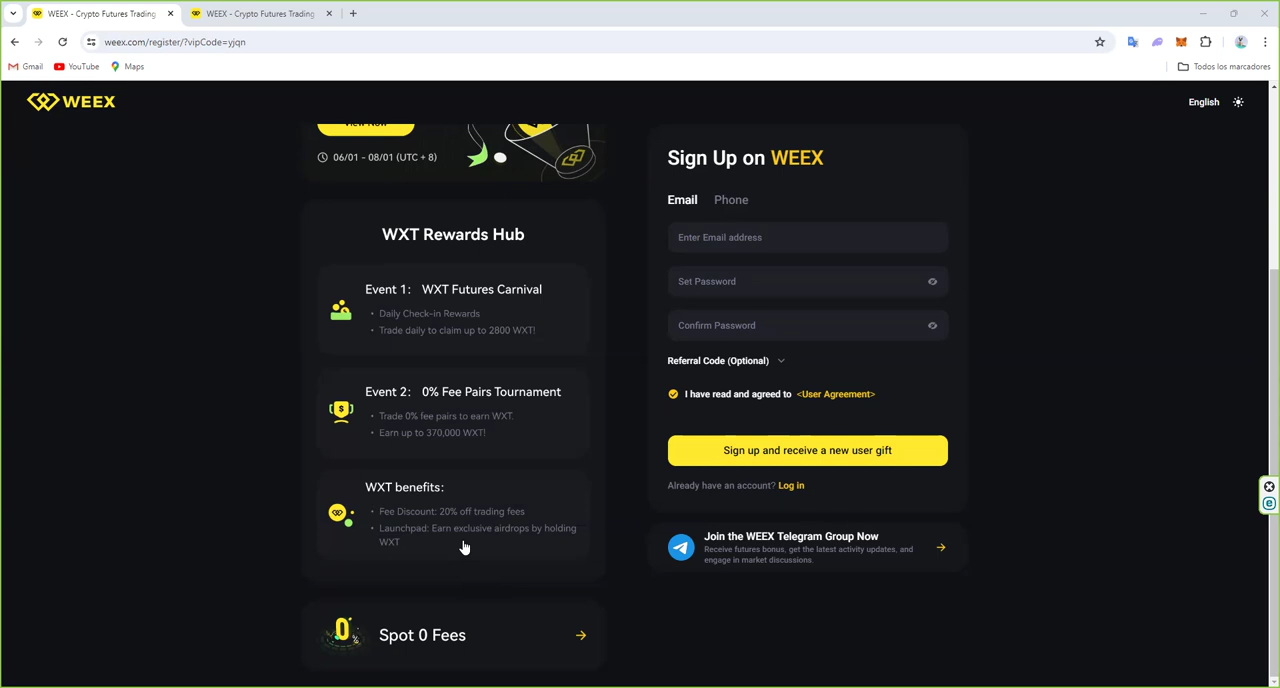 WEEX - Crypto Futures Trading
WEEX - Crypto Futures Trading
weex.com/register/?vipCode=yjqn
Gmail
YouTube
Maps
Todos los marcadores
WEEX
English
View Now
06/01 - 08/01 (UTC + 8)
WXT Rewards Hub
Event 1: WXT Futures Carnival
• Daily Check-in Rewards
• Trade daily to claim up to 2800 WXT!
Event 2: 0% Fee Pairs Tournament
• Trade 0% fee pairs to earn WXT.
• Earn up to 370,000 WXT!
WXT benefits:
• Fee Discount: 20% off trading fees
• Launchpad: Earn exclusive airdrops by holding
WXT
0
%
Spot 0 Fees
Sign Up on WEEX
Email Phone
Enter Email address
Set Password
Confirm Password
Referral Code (Optional)
I have read and agreed to <User Agreement>
Sign up and receive a new user gift
Already have an account? Log in
Join the WEEX Telegram Group Now
Receive futures bonus, get the latest activity updates, and
engage in market discussions.